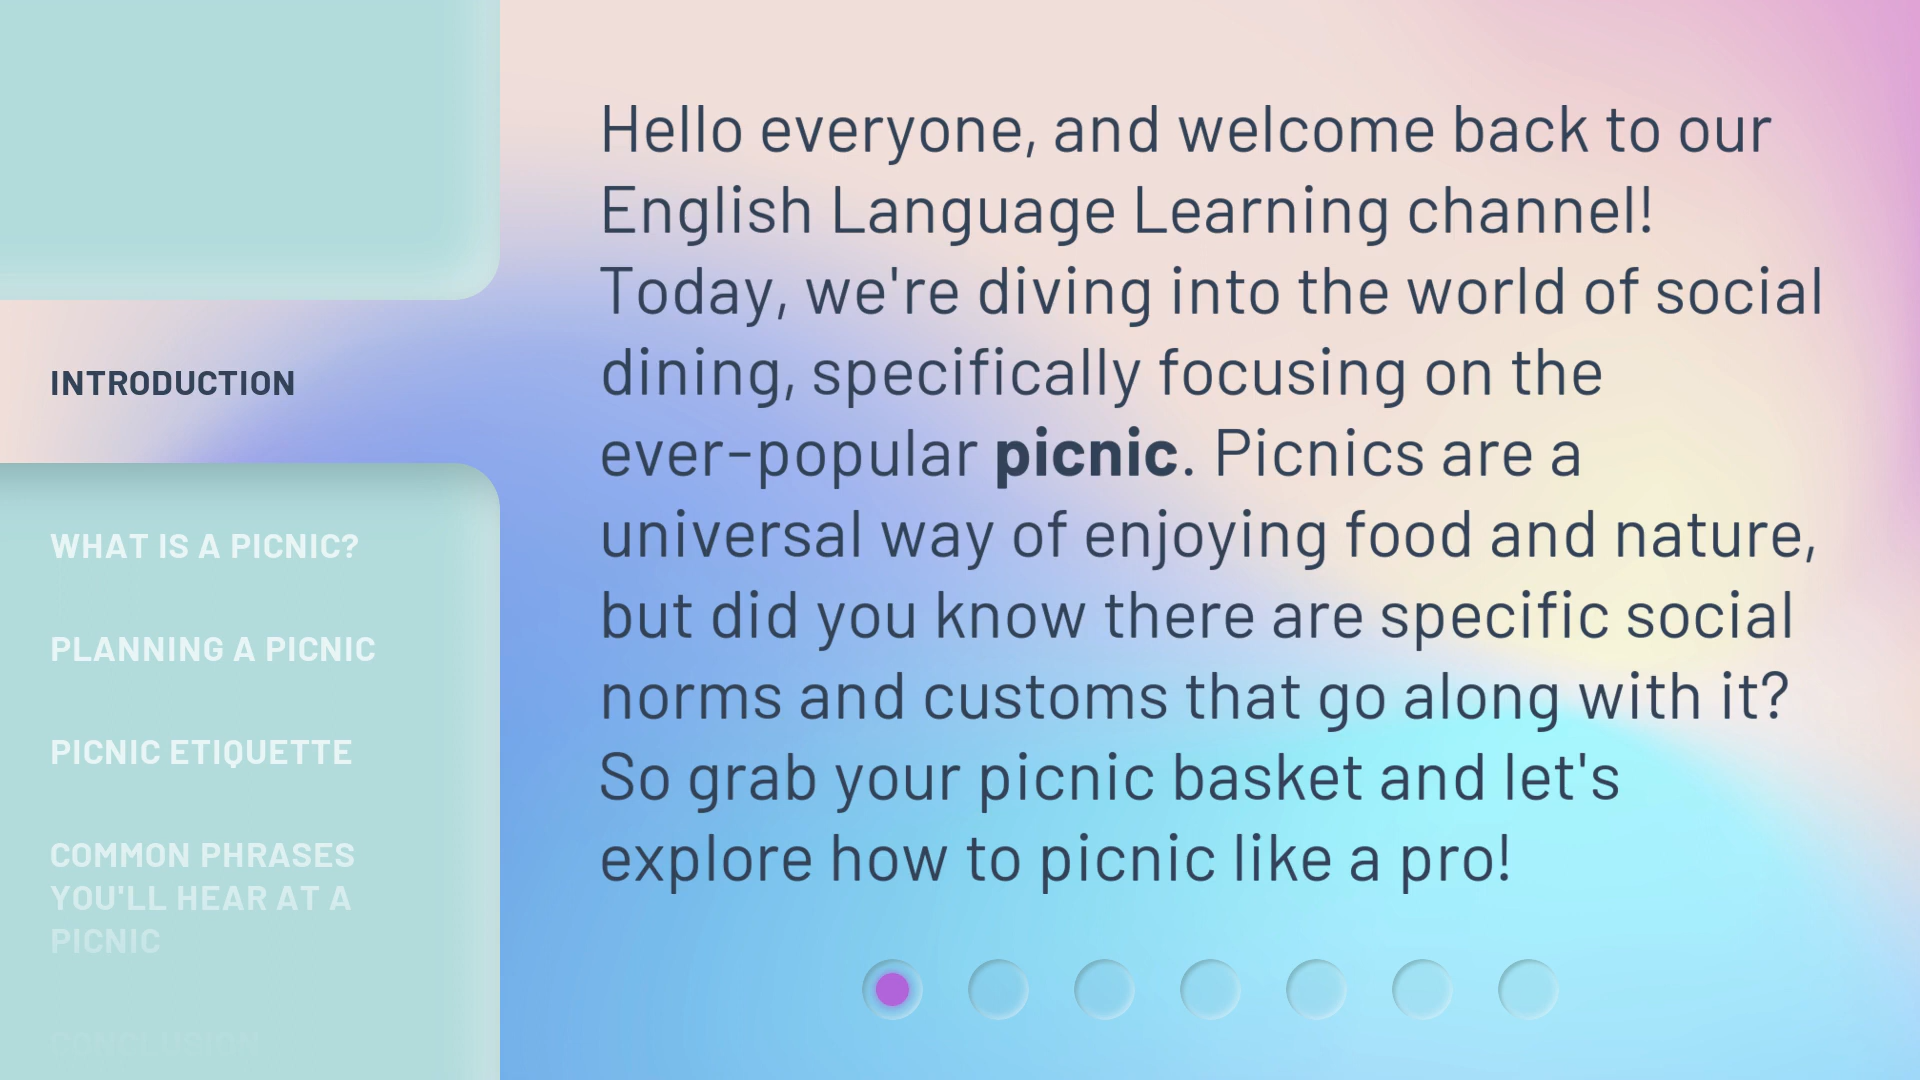 INTRODUCTION
WHAT IS A PICNIC?
PLANNING A PICNIC
PICNIC ETIQUETTE
COMMON PHRASES
YOU'LL HEAR AT A
PICNIC
CONCLUSION
Hello everyone, and welcome back to our
English Language Learning channel!
Today, we're diving into the world of social
dining, specifically focusing on the
ever-popular picnic. Picnics are a
universal way of enjoying food and nature,
but did you know there are specific social
norms and customs that go along with it?
So grab your picnic basket and let's
explore how to picnic like a pro!